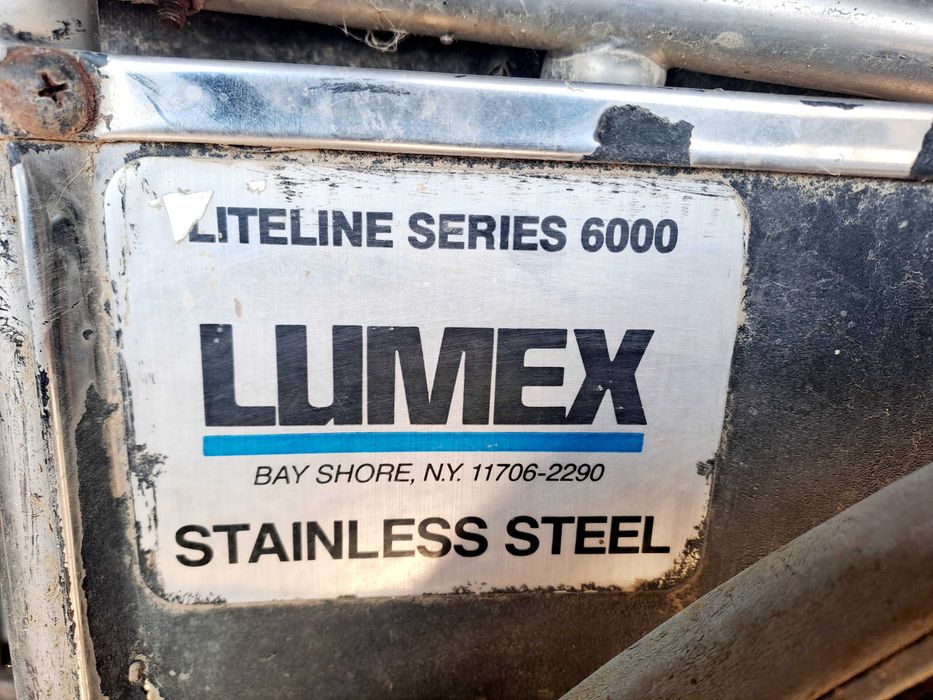 LITELINE SERIES 6000
LUMEX
BAY SHORE, N.Y. 11706-2290
STAINLESS STEEL